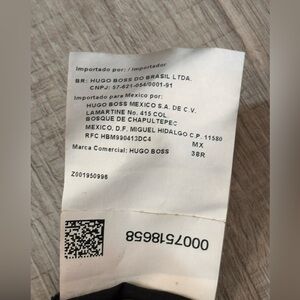 Importado por: / Importador
BR: HUGO BOSS DO BRASIL LTDA.
CNPJ: 57-621-054/0001-91
Importado para Mexico por:
HUGO BOSS MEXICO S.A. DE C.V.
LAMARTINE No. 415 COL.
BOSQUE DE CHAPULTEPEC
MEXICO, D.F. MIGUEL HIDALGO C.P. 11580
RFC HBM990413DC4 MX
Marca Comercial: HUGO BOSS 38R
Z001950996
0007518658